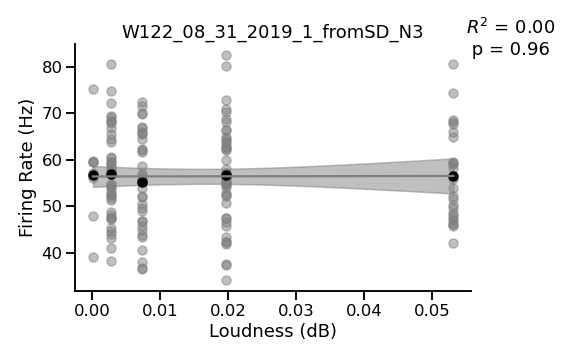 W122_08_31_2019_1_fromSD_N3
R² = 0.00
p = 0.96
80
70
60
50
40
Firing Rate (Hz)
0.00 0.01 0.02 0.03 0.04 0.05
Loudness (dB)